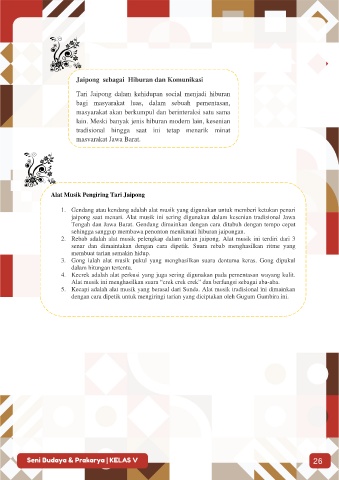 Jaipong sebagai Hiburan dan Komunikasi
Tari Jaipong dalam kehidupan social menjadi hiburan
bagi masyarakat luas, dalam sebuah pementasan,
masyarakat akan berkumpul dan berinteraksi satu sama
lain. Meski banyak jenis hiburan modern lain, kesenian
tradisional hingga saat ini tetap menarik minat
masyarakat Jawa Barat.
Alat Musik Pengiring Tari Jaipong
1. Gendang atau kendang adalah alat musik yang digunakan untuk memberi ketukan penari
jaipong saat menari. Alat musik ini sering digunakan dalam kesenian tradisional Jawa
Tengah dan Jawa Barat. Gendang dimainkan dengan cara ditabuh dengan tempo cepat
sehingga sanggup membawa penonton menikmati hiburan jaipongan.
2. Rebab adalah alat musik pelengkap dalam tarian jaipong. Alat musik ini terdiri dari 3
senar dan dimainkan dengan cara dipetik. Suara rebab menghasilkan ritme yang
membuat tarian semakin hidup.
3. Gong ialah alat musik pukul yang menghasilkan suara dentuma keras. Gong dipukul
dalam hitungan tertentu.
4. Kecrek adalah alat perkusi yang juga sering digunakan pada pementasan wayang kulit.
Alat musik ini menghasilkan suara "crek crek crek" dan berfungsi sebagai aba-aba.
5. Kecapi adalah alat musik yang berasal dari Sunda. Alat musik tradisional ini dimainkan
dengan cara dipetik untuk mengiringi tarian yang diciptakan oleh Gugum Gumbira ini.
Seni Budaya & Prakarya | KELAS V
26